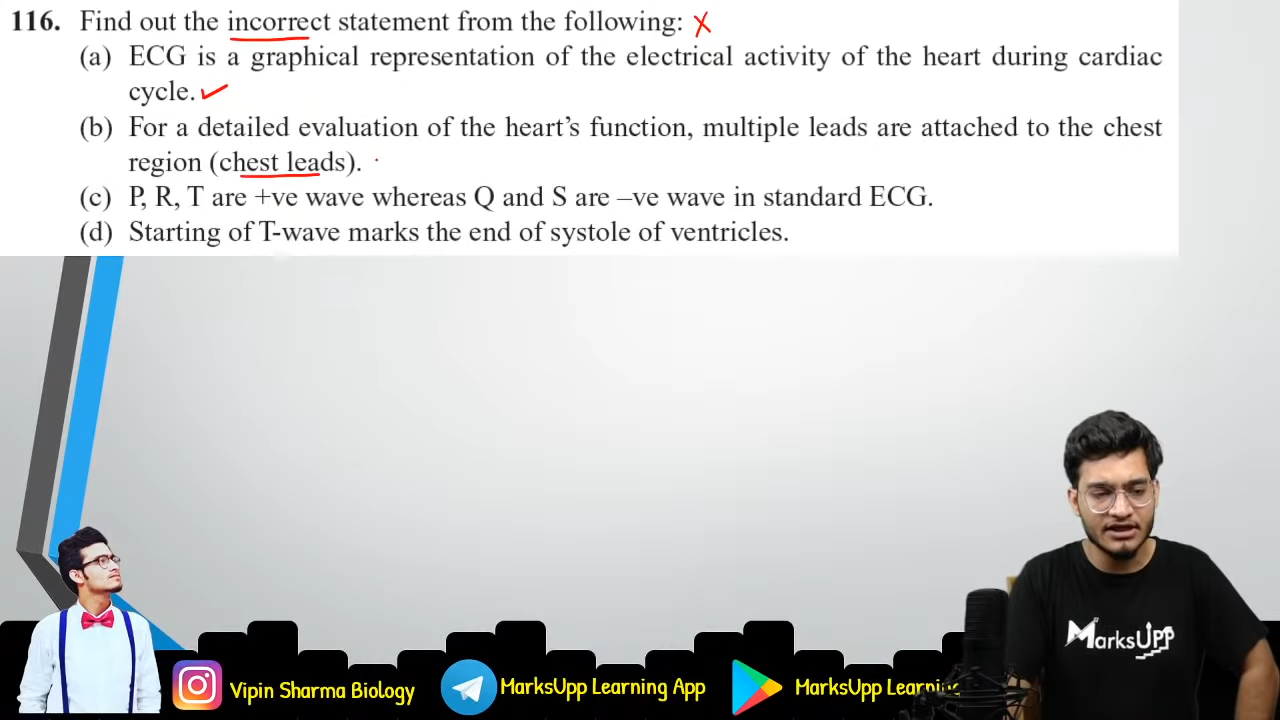 116. Find out the incorrect statement from the following:
(a) ECG is a graphical representation of the electrical activity of the heart during cardiac
cycle.
(b) For a detailed evaluation of the heart's function, multiple leads are attached to the chest
region (chest leads).
(c) P, R, T are +ve wave whereas Q and S are –ve wave in standard ECG.
(d) Starting of T-wave marks the end of systole of ventricles.
MarksUpp
Vipin Sharma Biology
MarksUpp Learning App
MarksUpp Learning